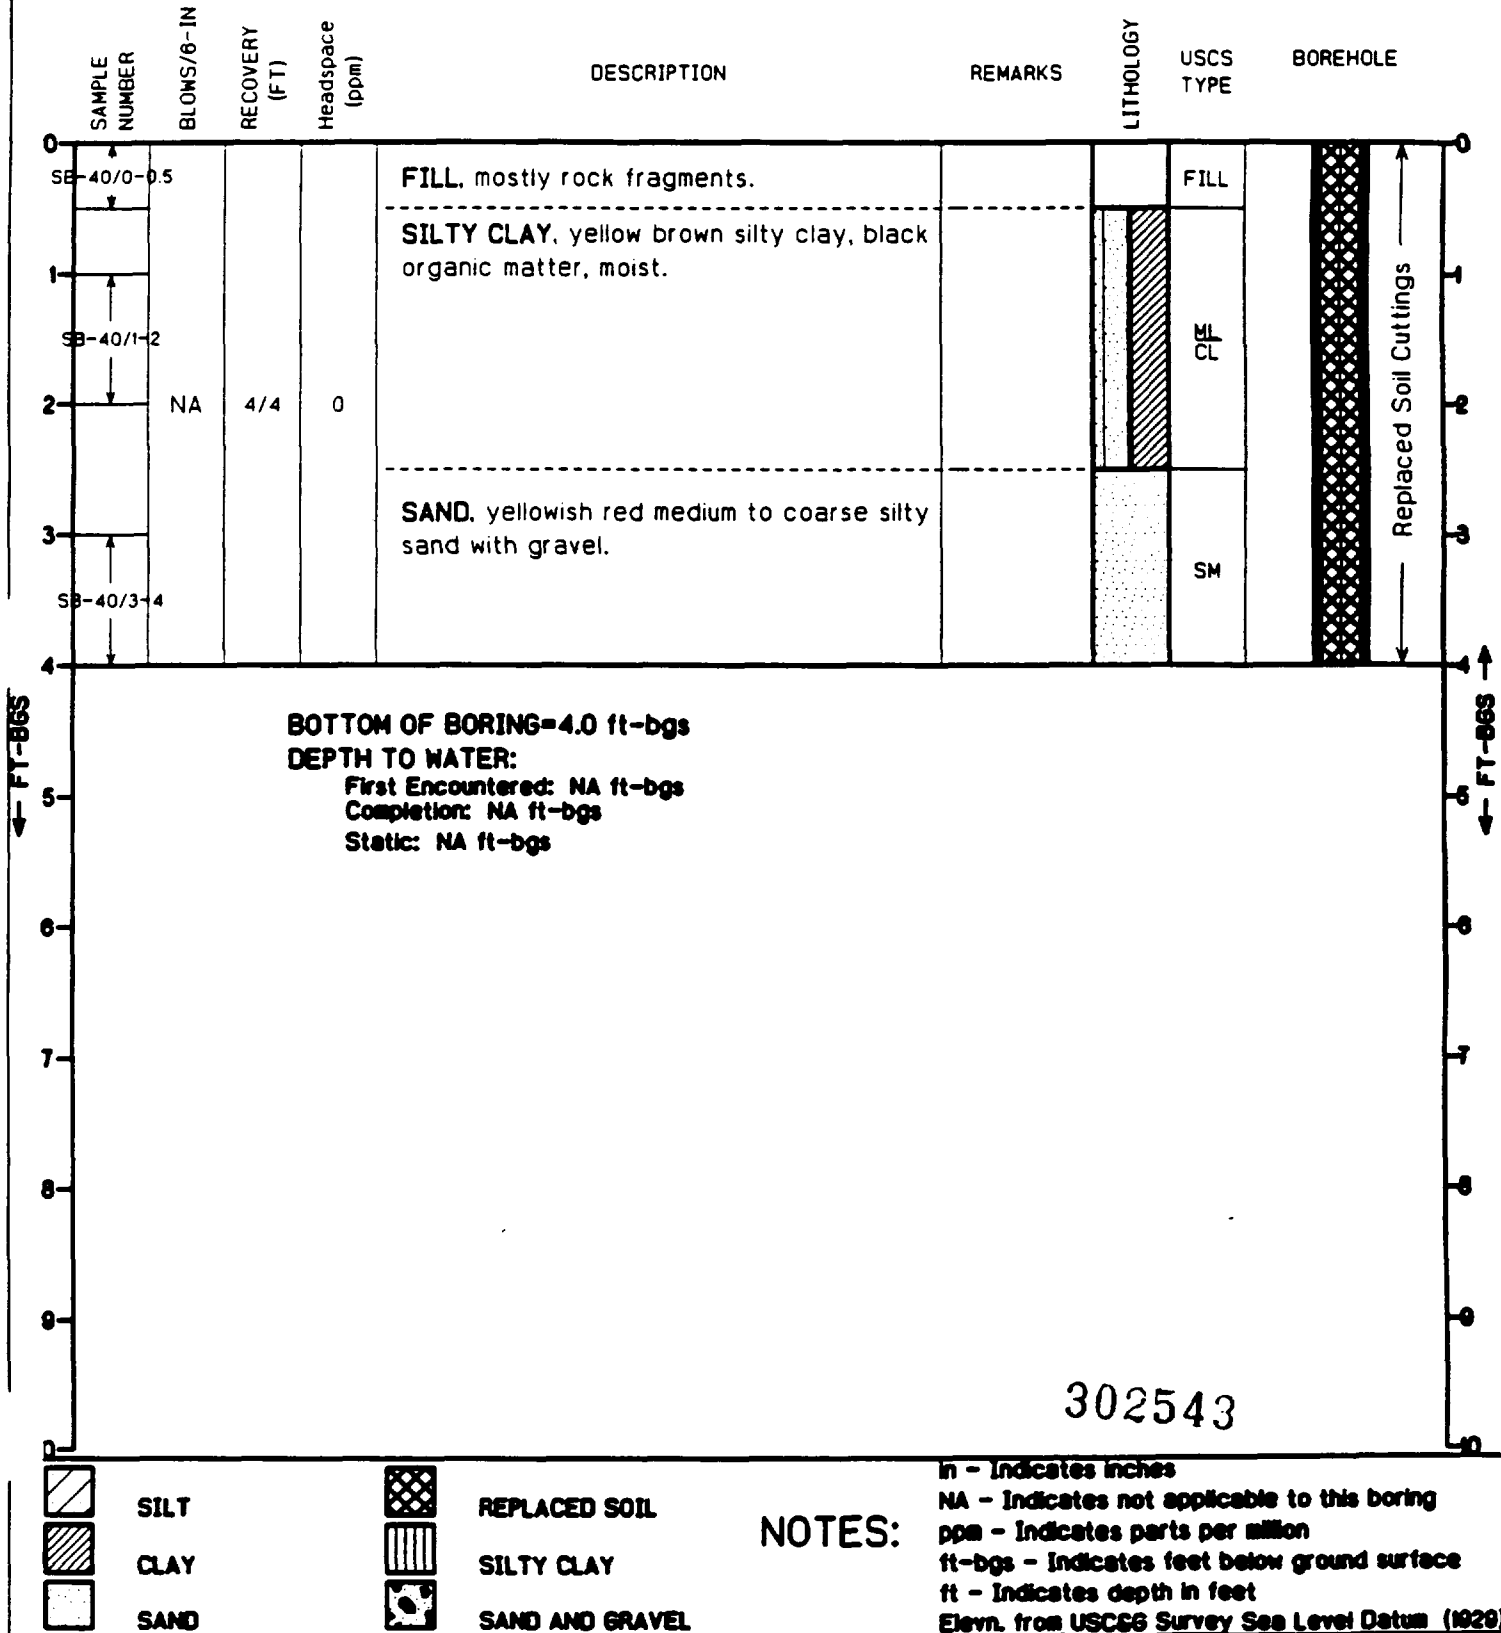 SAMPLE NUMBER
BLOWS/6-IN
RECOVERY (FT)
Headspace (ppm)
DESCRIPTION
REMARKS
LITHOLOGY
USCS TYPE
BOREHOLE
0
0
SB-40/0-0.5
FILL, mostly rock fragments.
FILL
SILTY CLAY, yellow brown silty clay, black
organic matter, moist.
1
1
SB-40/1-2
ML
CL
2
NA
4/4
0
2
Replaced Soil Cuttings
SAND, yellowish red medium to coarse silty
sand with gravel.
3
3
SB-40/3-4
SM
4
4
FT-BGS
FT-BGS
BOTTOM OF BORING=4.0 ft-bgs
DEPTH TO WATER:
First Encountered: NA ft-bgs
Completion: NA ft-bgs
Static: NA ft-bgs
5
5
6
6
7
7
8
8
9
9
302543
0
10
SILT
CLAY
SAND
REPLACED SOIL
SILTY CLAY
SAND AND GRAVEL
NOTES:
in - Indicates inches
NA - Indicates not applicable to this boring
ppm - Indicates parts per million
ft-bgs - Indicates feet below ground surface
ft - Indicates depth in feet
Elevn. from USC&G Survey Sea Level Datum (1929)